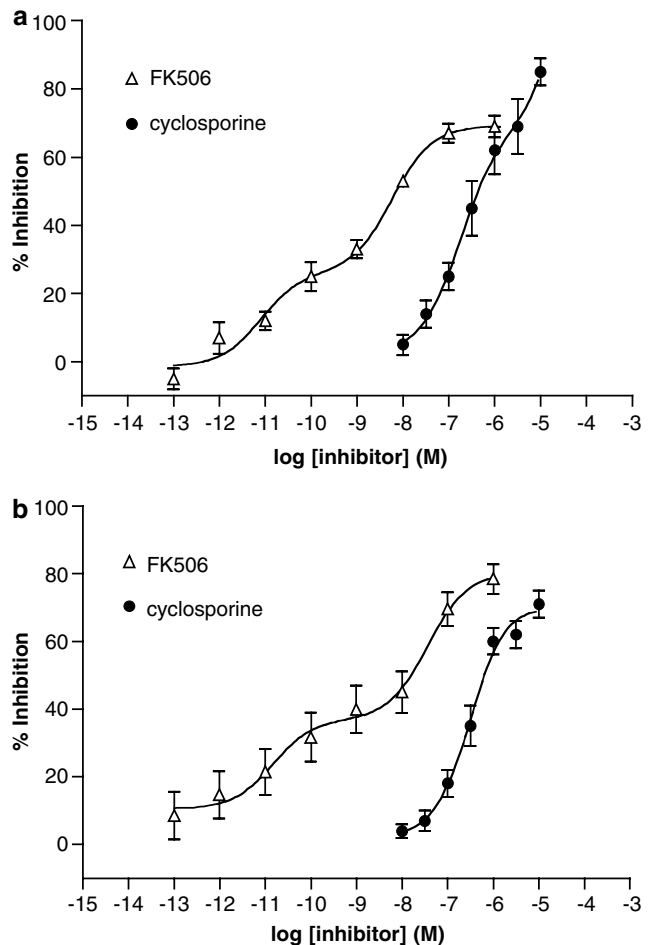 a
100
80
60
40
20
0
% Inhibition
FK506
cyclosporine
-15 -14 -13 -12 -11 -10 -9 -8 -7 -6 -5 -4 -3
log [inhibitor] (M)
b
100
80
60
40
20
0
% Inhibition
FK506
cyclosporine
-15 -14 -13 -12 -11 -10 -9 -8 -7 -6 -5 -4 -3
log [inhibitor] (M)